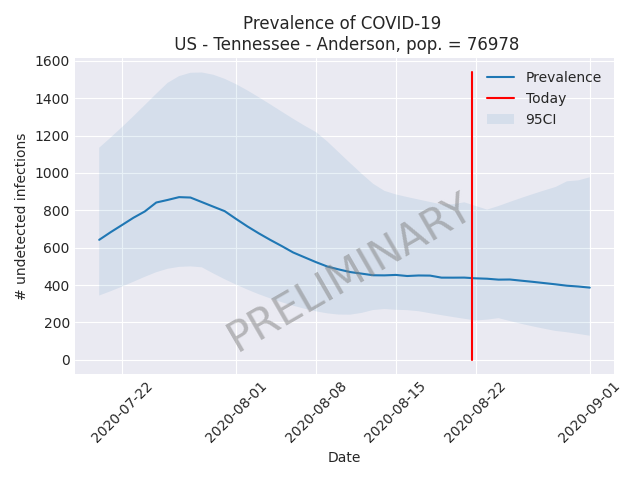 Prevalence of COVID-19
US - Tennessee - Anderson, pop. = 76978
1600
1400
1200
1000
800
600
400
200
0
# undetected infections
Prevalence
Today
95CI
PRELIMINARY
2020-07-22
2020-08-01
2020-08-08
2020-08-15
2020-08-22
2020-09-01
Date